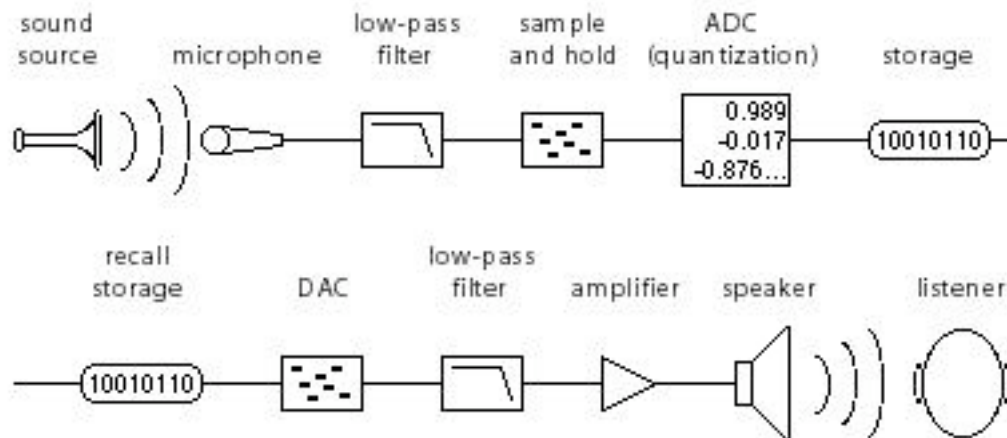 sound
source
microphone
low-pass
filter
sample
and hold
ADC
(quantization)
storage
0.989
-0.017
-0.876...
10010110
recall
storage
DAC
low-pass
filter
amplifier
speaker
listener
10010110